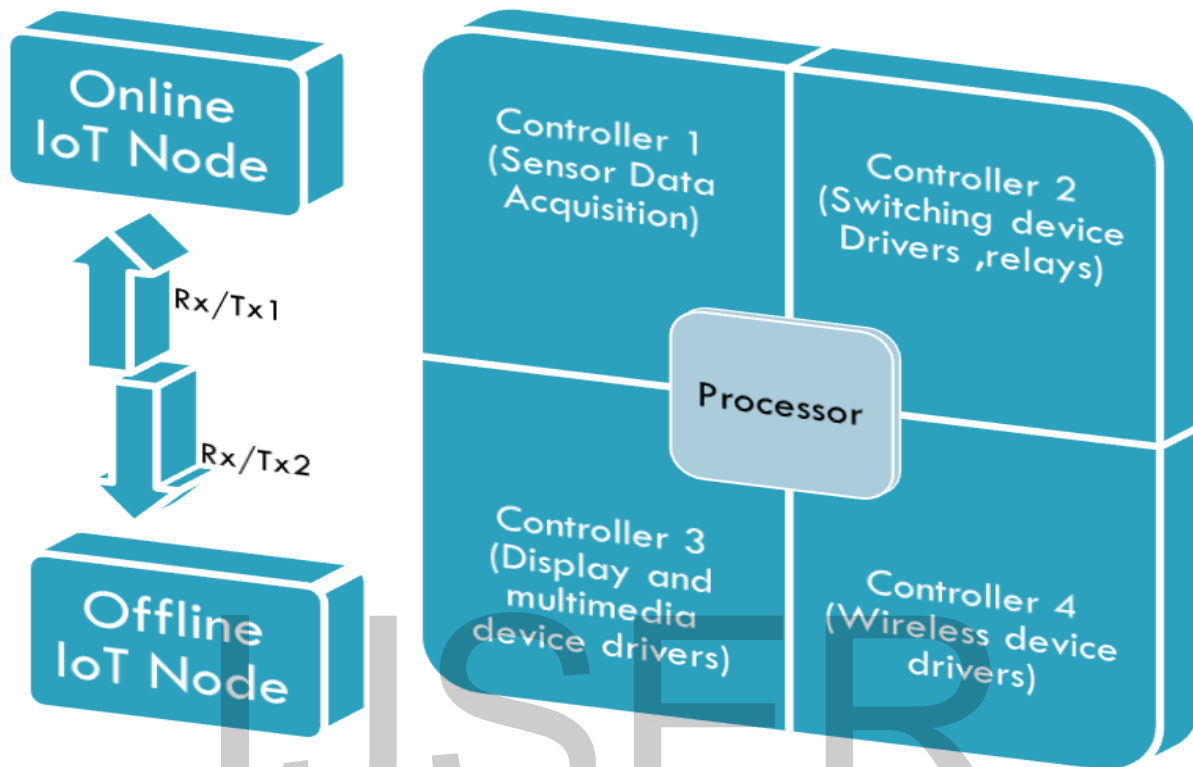 Online
IoT Node
Rx/Tx1
Rx/Tx2
Offline
IoT Node
Controller 1
(Sensor Data
Acquisition)
Controller 2
(Switching device
Drivers ,relays)
Processor
Controller 3
(Display and
multimedia
device drivers)
Controller 4
(Wireless device
drivers)
IJSER